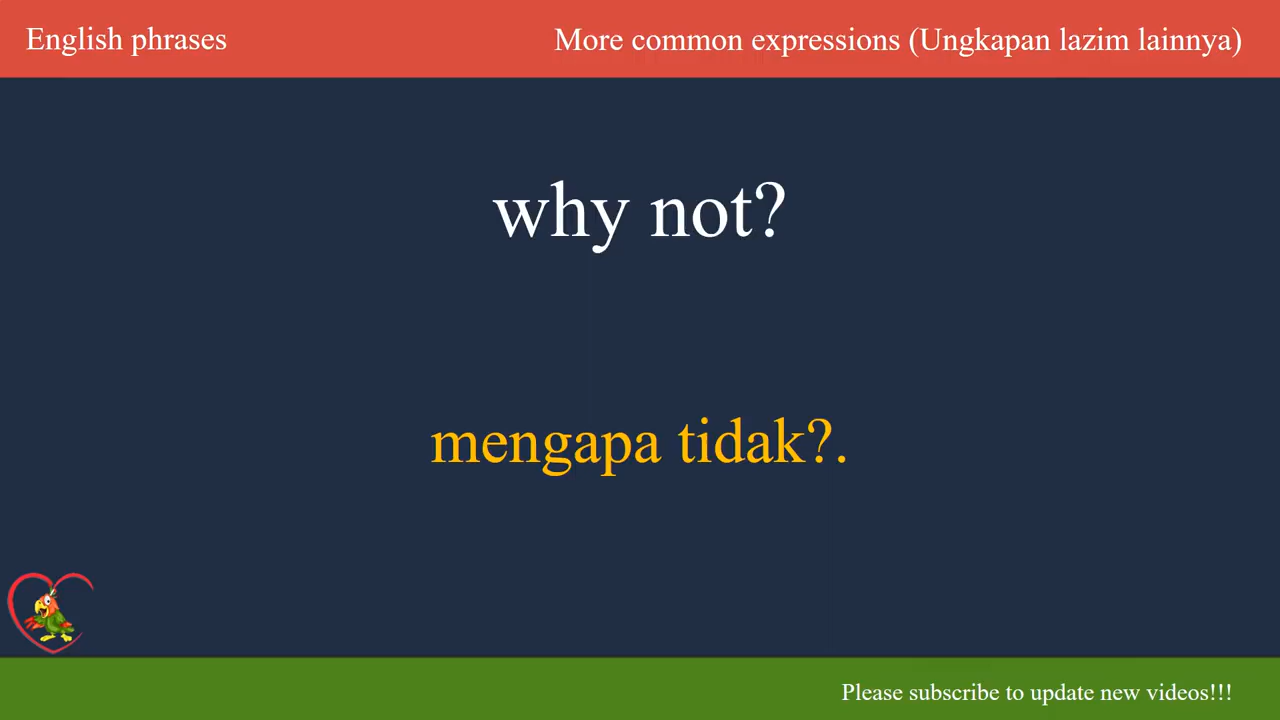 English phrases
More common expressions (Ungkapan lazim lainnya)
why not?
mengapa tidak?.
Please subscribe to update new videos!!!